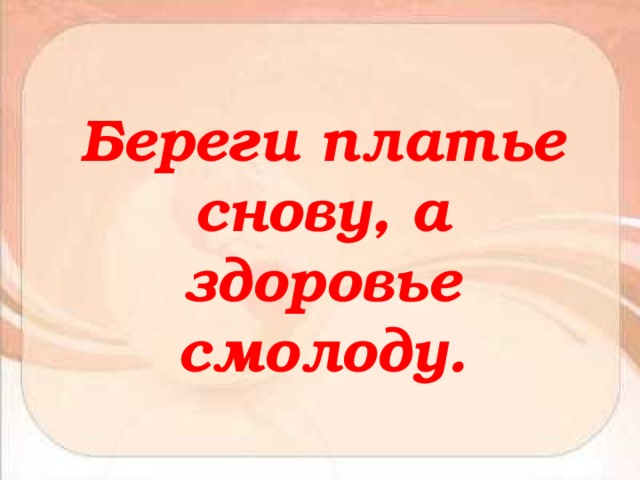 Береги платье
снову, а
здоровье
смолоду.